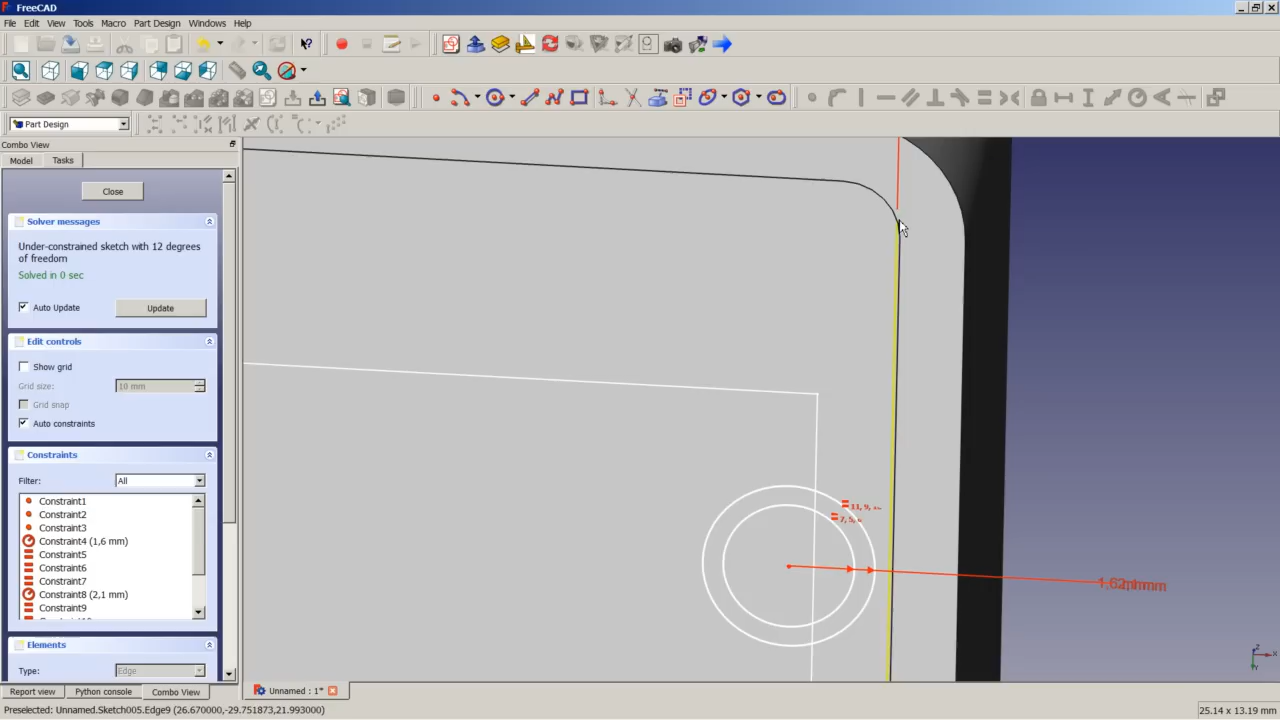 FreeCAD
File Edit View Tools Macro Part Design Windows Help
Part Design
Combo View
Model Tasks
Close
Solver messages
Under-constrained sketch with 12 degrees
of freedom
Solved in 0 sec
Auto Update Update
Edit controls
Show grid
Grid size: 10 mm
Grid snap
Auto constraints
Constraints
Filter: All
Constraint1
Constraint2
Constraint3
Constraint4 (1,6 mm)
Constraint5
Constraint6
Constraint7
Constraint8 (2,1 mm)
Constraint9
Elements
Type: Edge
Report view Python console Combo View
Unnamed : 1*
Preselected: Unnamed.Sketch005.Edge9 (26.670000,-29.751873,21.993000)
25.14 x 13.19 mm